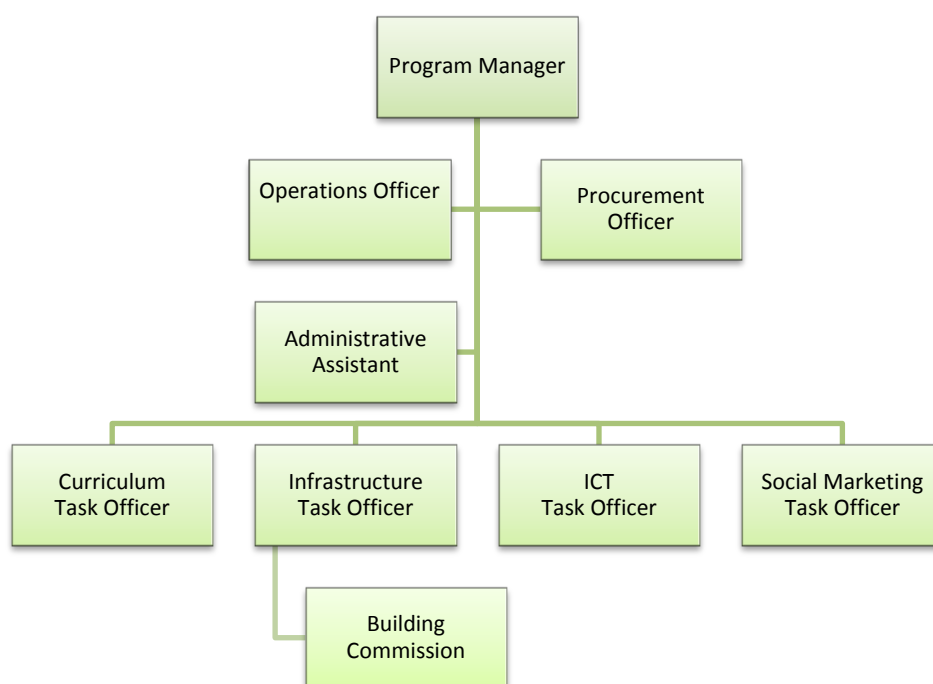 Program Manager
Operations Officer
Procurement
Officer
Administrative
Assistant
Curriculum
Task Officer
Infrastructure
Task Officer
ICT
Task Officer
Social Marketing
Task Officer
Building
Commission